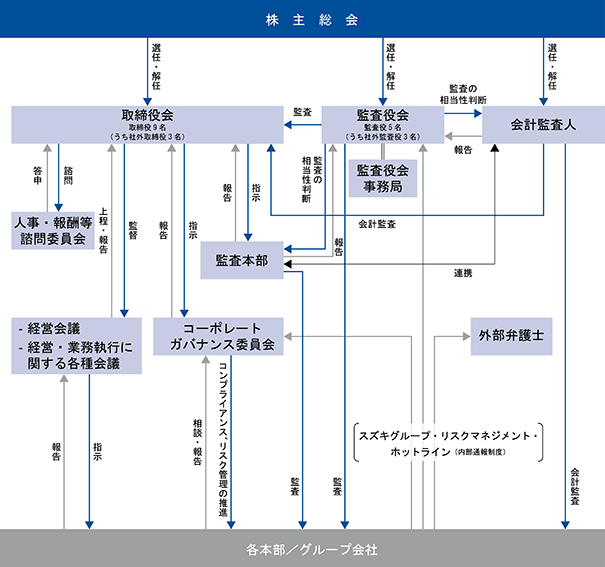 株主総会
選任・解任
選任・解任
選任・解任
取締役会
取締役9名
(うち社外取締役3名)
監査
監査役会
監査役5名
(うち社外監査役3名)
監査の
相当性判断
報告
会計監査人
監査役会
事務局
答申
諮問
人事・報酬等
諮問委員会
上程・報告
監督
報告
指示
報告
指示
監査の
相当性判断
報告
会計監査
監査本部
連携
- 経営会議
- 経営・業務執行に
関する各種会議
コーポレート
ガバナンス委員会
外部弁護士
報告
指示
相談・報告
コンプライアンス、リスク
管理の推進
監査
監査
スズキグループ・リスクマネジメント・
ホットライン(内部通報制度)
会計監査
各本部/グループ会社